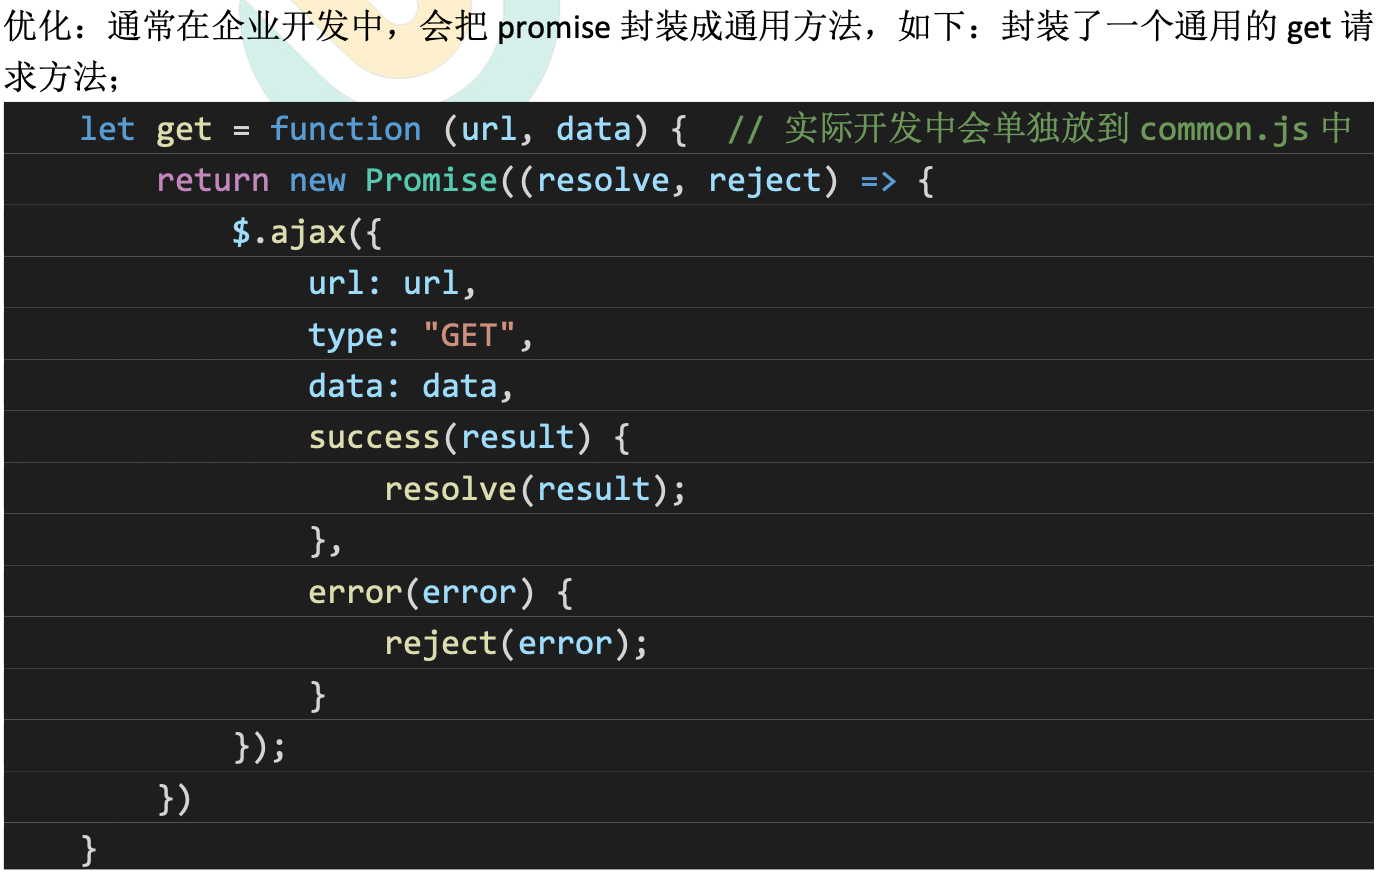 优化：通常在企业开发中，会把 promise 封装成通用方法，如下：封装了一个通用的 get 请
求方法；
let get = function (url, data) {  // 实际开发中会单独放到 common.js 中
return new Promise((resolve, reject) => {
$.ajax({
url: url,
type: "GET",
data: data,
success(result) {
resolve(result);
},
error(error) {
reject(error);
}
});
})
}